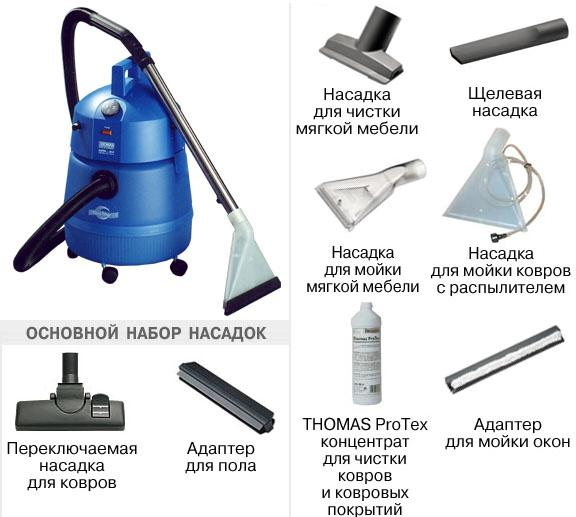 THOMAS
ОСНОВНОЙ НАБОР НАСАДОК
Переключаемая
насадка
для ковров
Адаптер
для пола
Насадка
для чистки
мягкой мебели
Щелевая
насадка
Насадка
для мойки
мягкой мебели
Насадка
для мойки ковров
с распылителем
Thomas ProTex
THOMAS ProTex
концентрат
для чистки
ковров
и ковровых
покрытий
Адаптер
для мойки окон